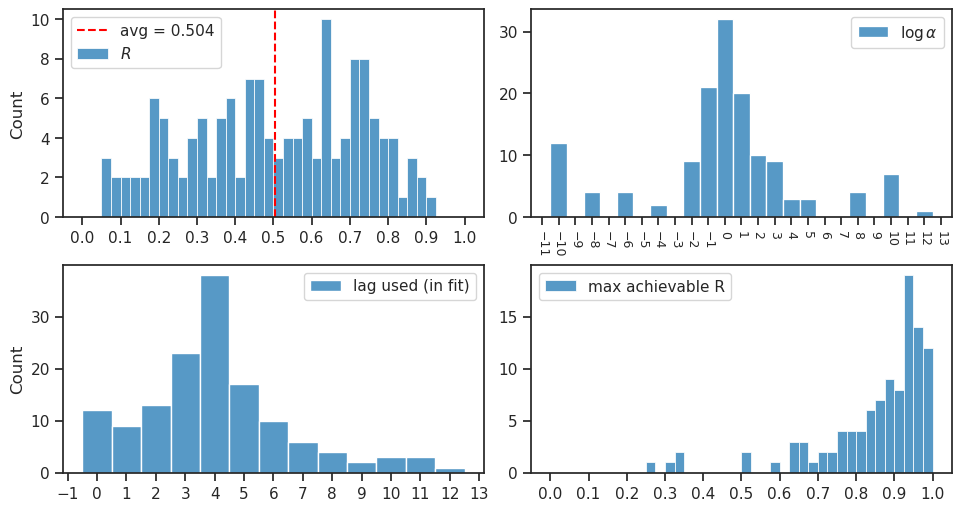 avg = 0.504
R
Count
0 2 4 6 8 10
0.0 0.1 0.2 0.3 0.4 0.5 0.6 0.7 0.8 0.9 1.0
log α
0 10 20 30
−11 −10 −9 −8 −7 −6 −5 −4 −3 −2 −1 0 1 2 3 4 5 6 7 8 9 10 11 12 13
lag used (in fit)
Count
0 10 20 30
−1 0 1 2 3 4 5 6 7 8 9 10 11 12 13
max achievable R
0 5 10 15
0.0 0.1 0.2 0.3 0.4 0.5 0.6 0.7 0.8 0.9 1.0